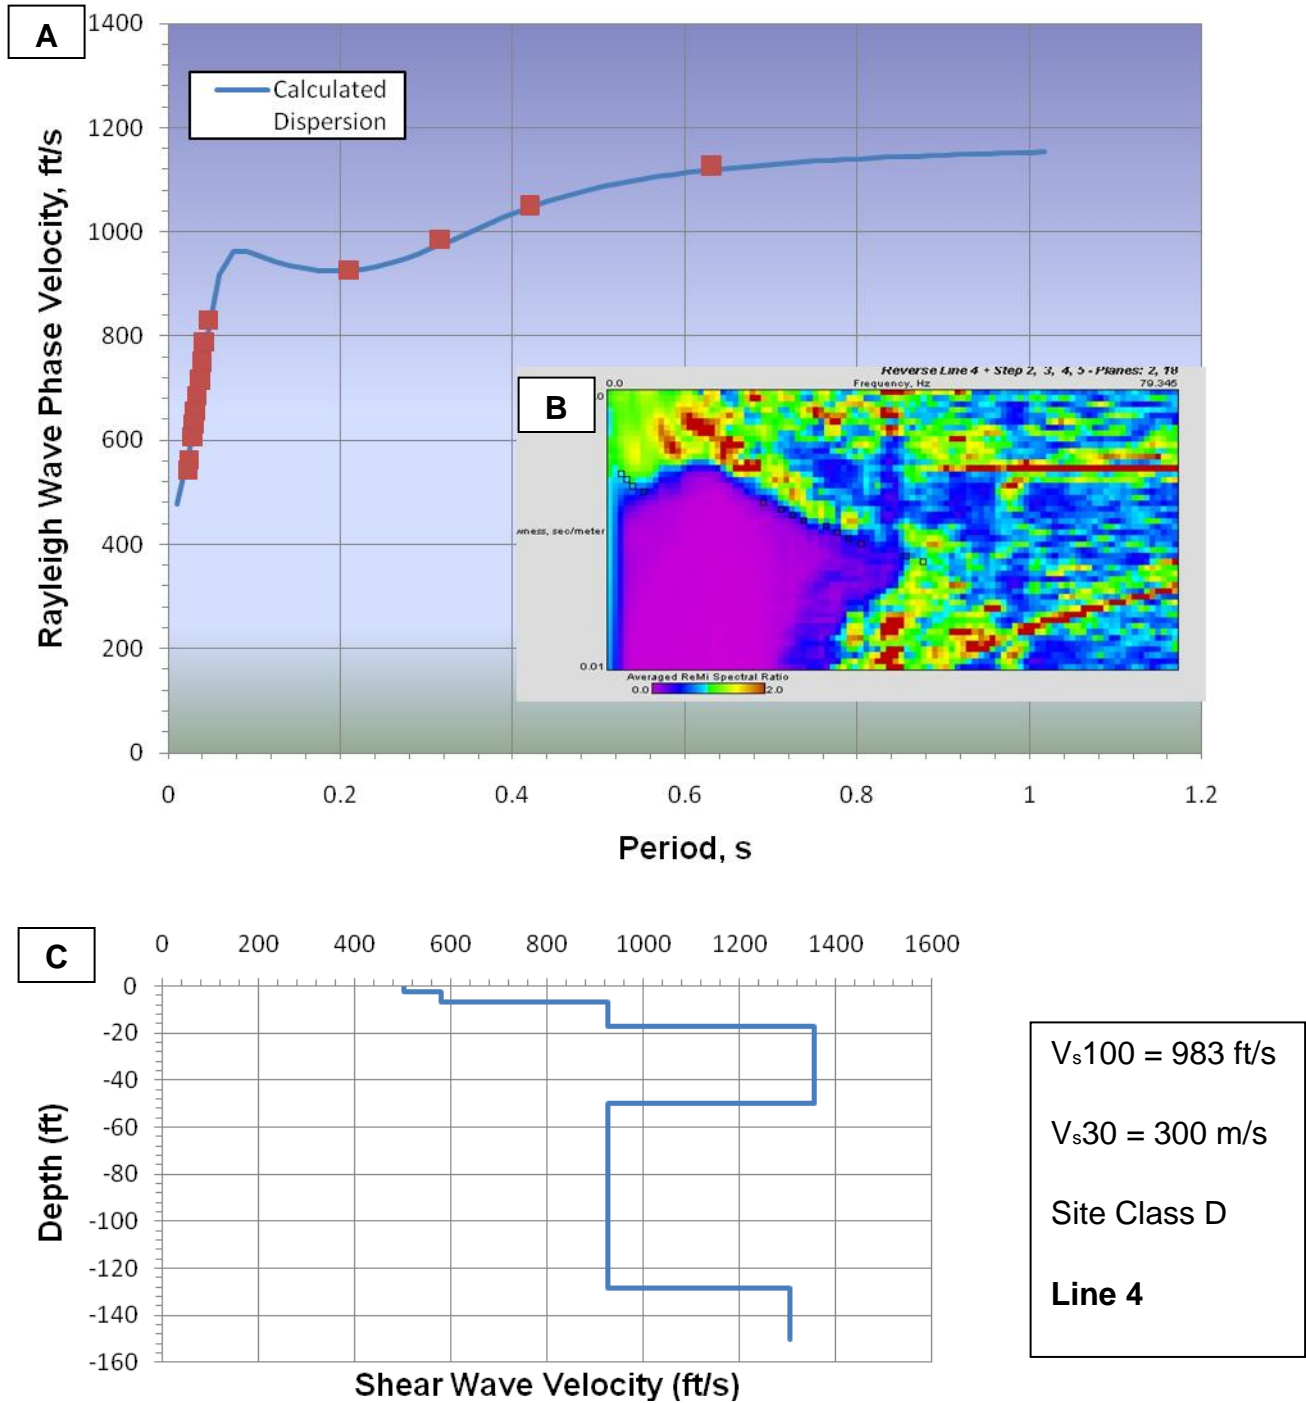 A
1400
1200
1000
800
600
400
200
0
Rayleigh Wave Phase Velocity, ft/s
Calculated
Dispersion
B
Reverse Line 4 + Step 2, 3, 4, 5 - Planes: 2, 18
0.0 Frequency, Hz 79.345
.0
wness, sec/meter
0.01
Averaged ReMi Spectral Ratio
0.0 2.0
0 0.2 0.4 0.6 0.8 1 1.2
Period, s
C
0 200 400 600 800 1000 1200 1400 1600
0
-20
-40
-60
-80
-100
-120
-140
-160
Depth (ft)
Shear Wave Velocity (ft/s)
Vs100 = 983 ft/s
Vs30 = 300 m/s
Site Class D
Line 4